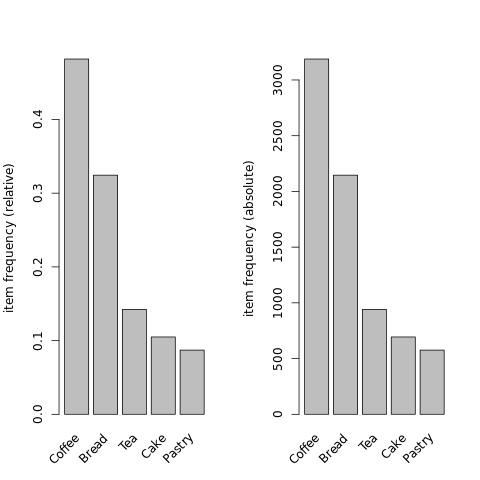 item frequency (relative)
0.0
0.1
0.2
0.3
0.4
Coffee
Bread
Tea
Cake
Pastry
item frequency (absolute)
0
500
1000
1500
2000
2500
3000
Coffee
Bread
Tea
Cake
Pastry